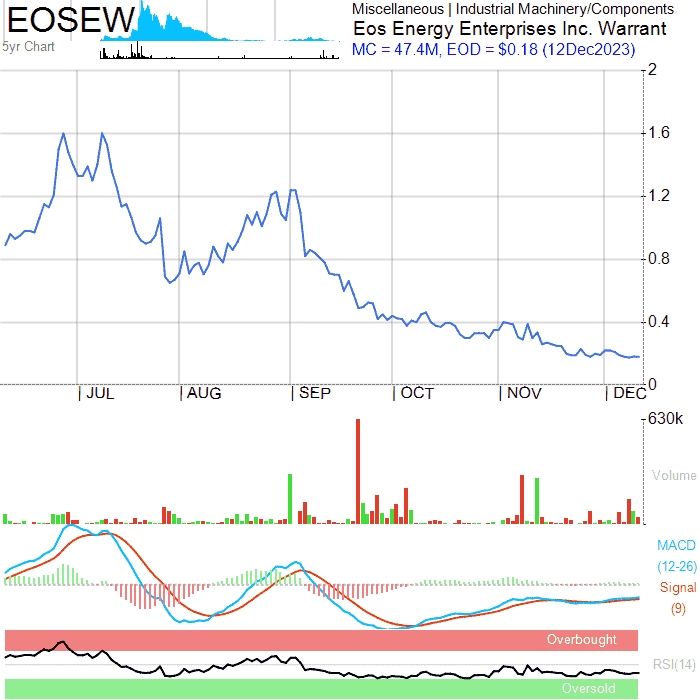 EOSEW
5yr Chart
Miscellaneous | Industrial Machinery/Components
Eos Energy Enterprises Inc. Warrant
MC = 47.4M, EOD = $0.18 (12Dec2023)
2
1.6
1.2
0.8
0.4
0
JUL AUG SEP OCT NOV DEC
630k
Volume
MACD
(12-26)
Signal
(9)
Overbought
RSI(14)
Oversold